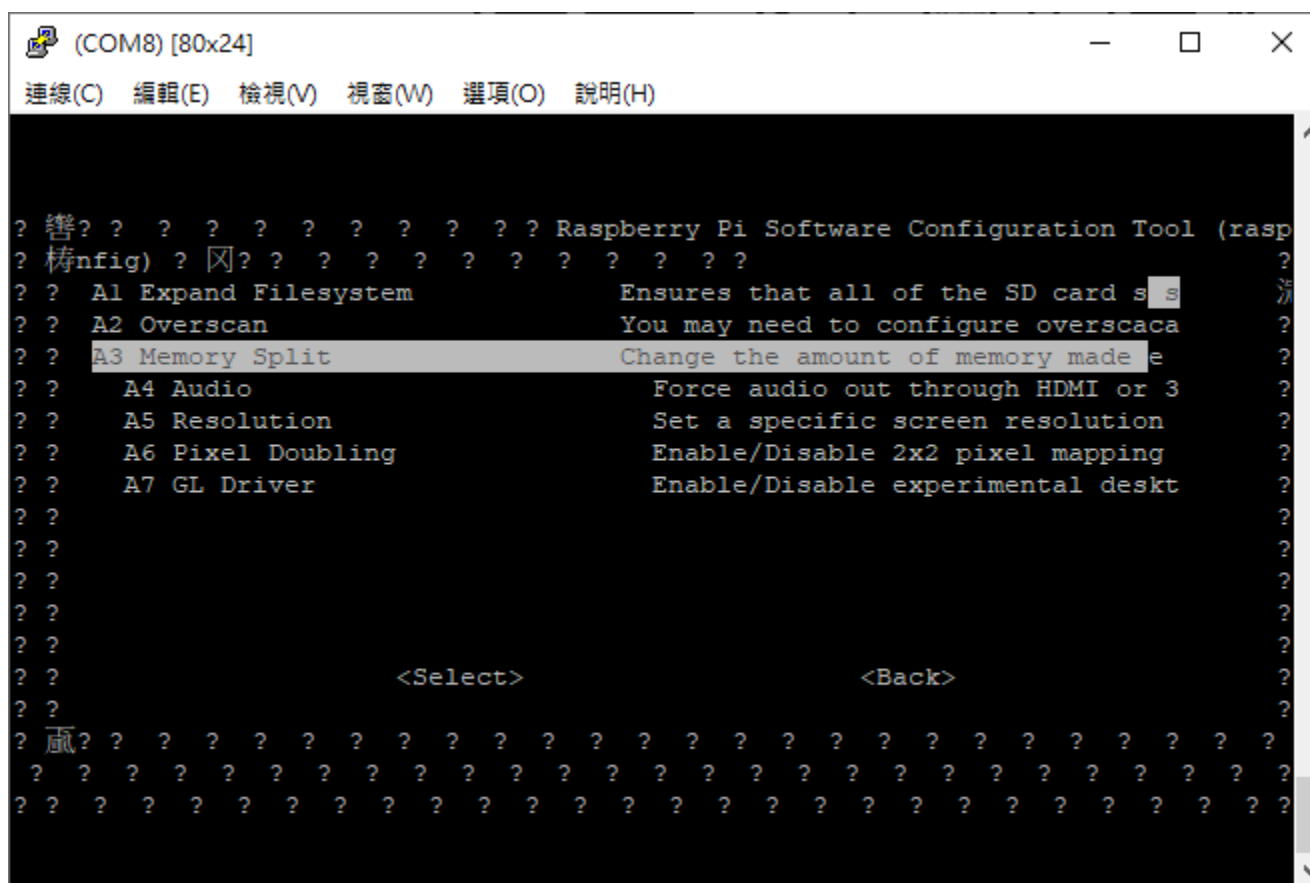 (COM8) [80x24]
連線(C) 編輯(E) 檢視(V) 視窗(W) 選項(O) 說明(H)
? ? ? ? ? ? ? ? ? ? ? ? Raspberry Pi Software Configuration Tool (rasp
? nfig) ? ? ? ? ? ? ? ? ? ? ? ? ?
? ? A1 Expand Filesystem Ensures that all of the SD card s s
? ? A2 Overscan You may need to configure overscaca ?
? ? A3 Memory Split Change the amount of memory made e ?
? ? A4 Audio Force audio out through HDMI or 3 ?
? ? A5 Resolution Set a specific screen resolution ?
? ? A6 Pixel Doubling Enable/Disable 2x2 pixel mapping ?
? ? A7 GL Driver Enable/Disable experimental deskt ?
? ? ?
? ? ?
? ? ?
? ? ?
? ? ?
? ? <Select> <Back> ?
? ? ?
? ? ? ? ? ? ? ? ? ? ? ? ? ? ? ? ? ? ? ? ? ? ? ? ? ? ?
? ? ? ? ? ? ? ? ? ? ? ? ? ? ? ? ? ? ? ? ? ? ? ? ? ? ?
? ? ? ? ? ? ? ? ? ? ? ? ? ? ? ? ? ? ? ? ? ? ? ? ? ? ? ?